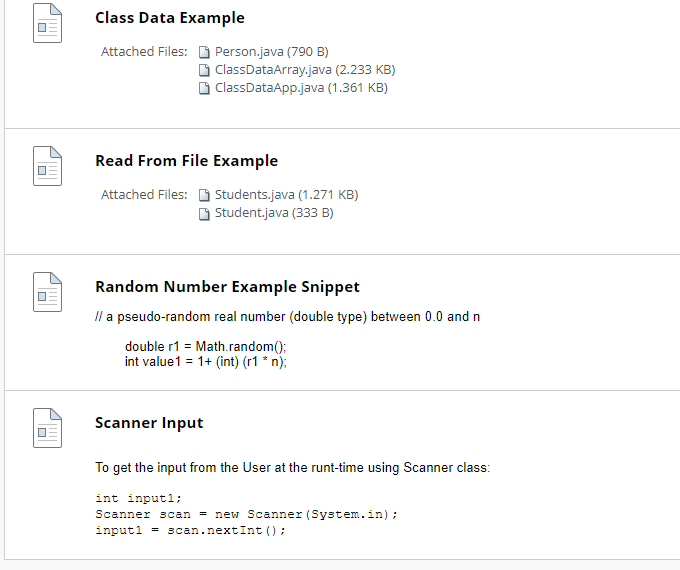 Class Data Example
Attached Files: Person.java (790 B)
ClassDataArray.java (2.233 KB)
ClassDataApp.java (1.361 KB)
Read From File Example
Attached Files: Students.java (1.271 KB)
Student.java (333 B)
Random Number Example Snippet
// a pseudo-random real number (double type) between 0.0 and n
double r1 = Math.random();
int value1 = 1+ (int) (r1 * n);
Scanner Input
To get the input from the User at the runt-time using Scanner class:
int input1;
Scanner scan = new Scanner(System.in);
input1 = scan.nextInt();